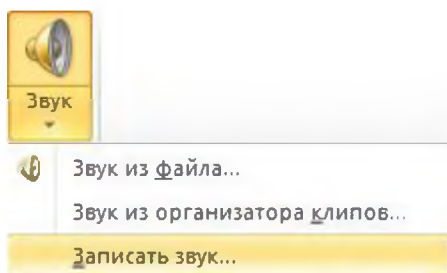 Звук
Звук из файла...
Звук из организатора клипов...
Записать звук...